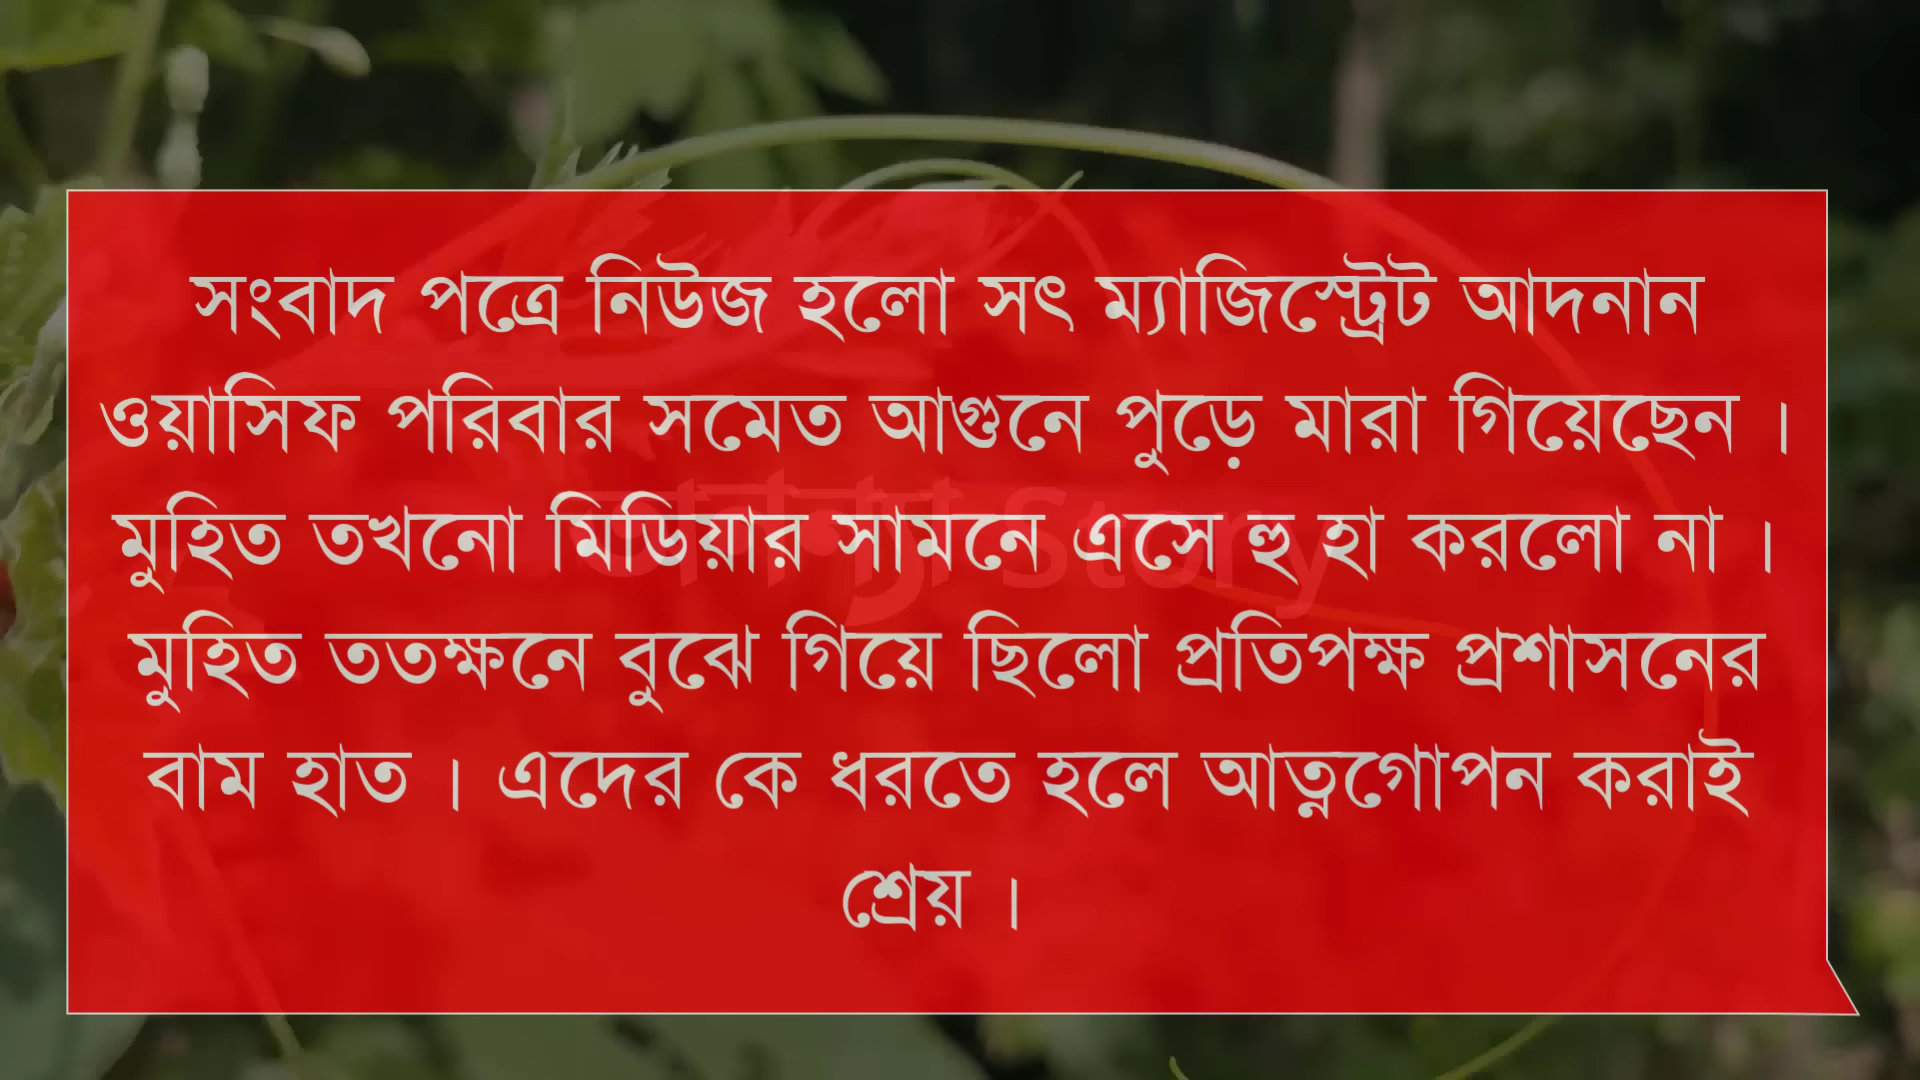 সংবাদ পত্রে নিউজ হলো সৎ ম্যাজিস্ট্রেট আদনান
ওয়াসিফ পরিবার সমেত আগুনে পুড়ে মারা গিয়েছেন ।
মুহিত তখনো মিডিয়ার সামনে এসে হু হা করলো না ।
মুহিত ততক্ষনে বুঝে গিয়ে ছিলো প্রতিপক্ষ প্রশাসনের
বাম হাত । এদের কে ধরতে হলে আত্নগোপন করাই
শ্রেয় ।